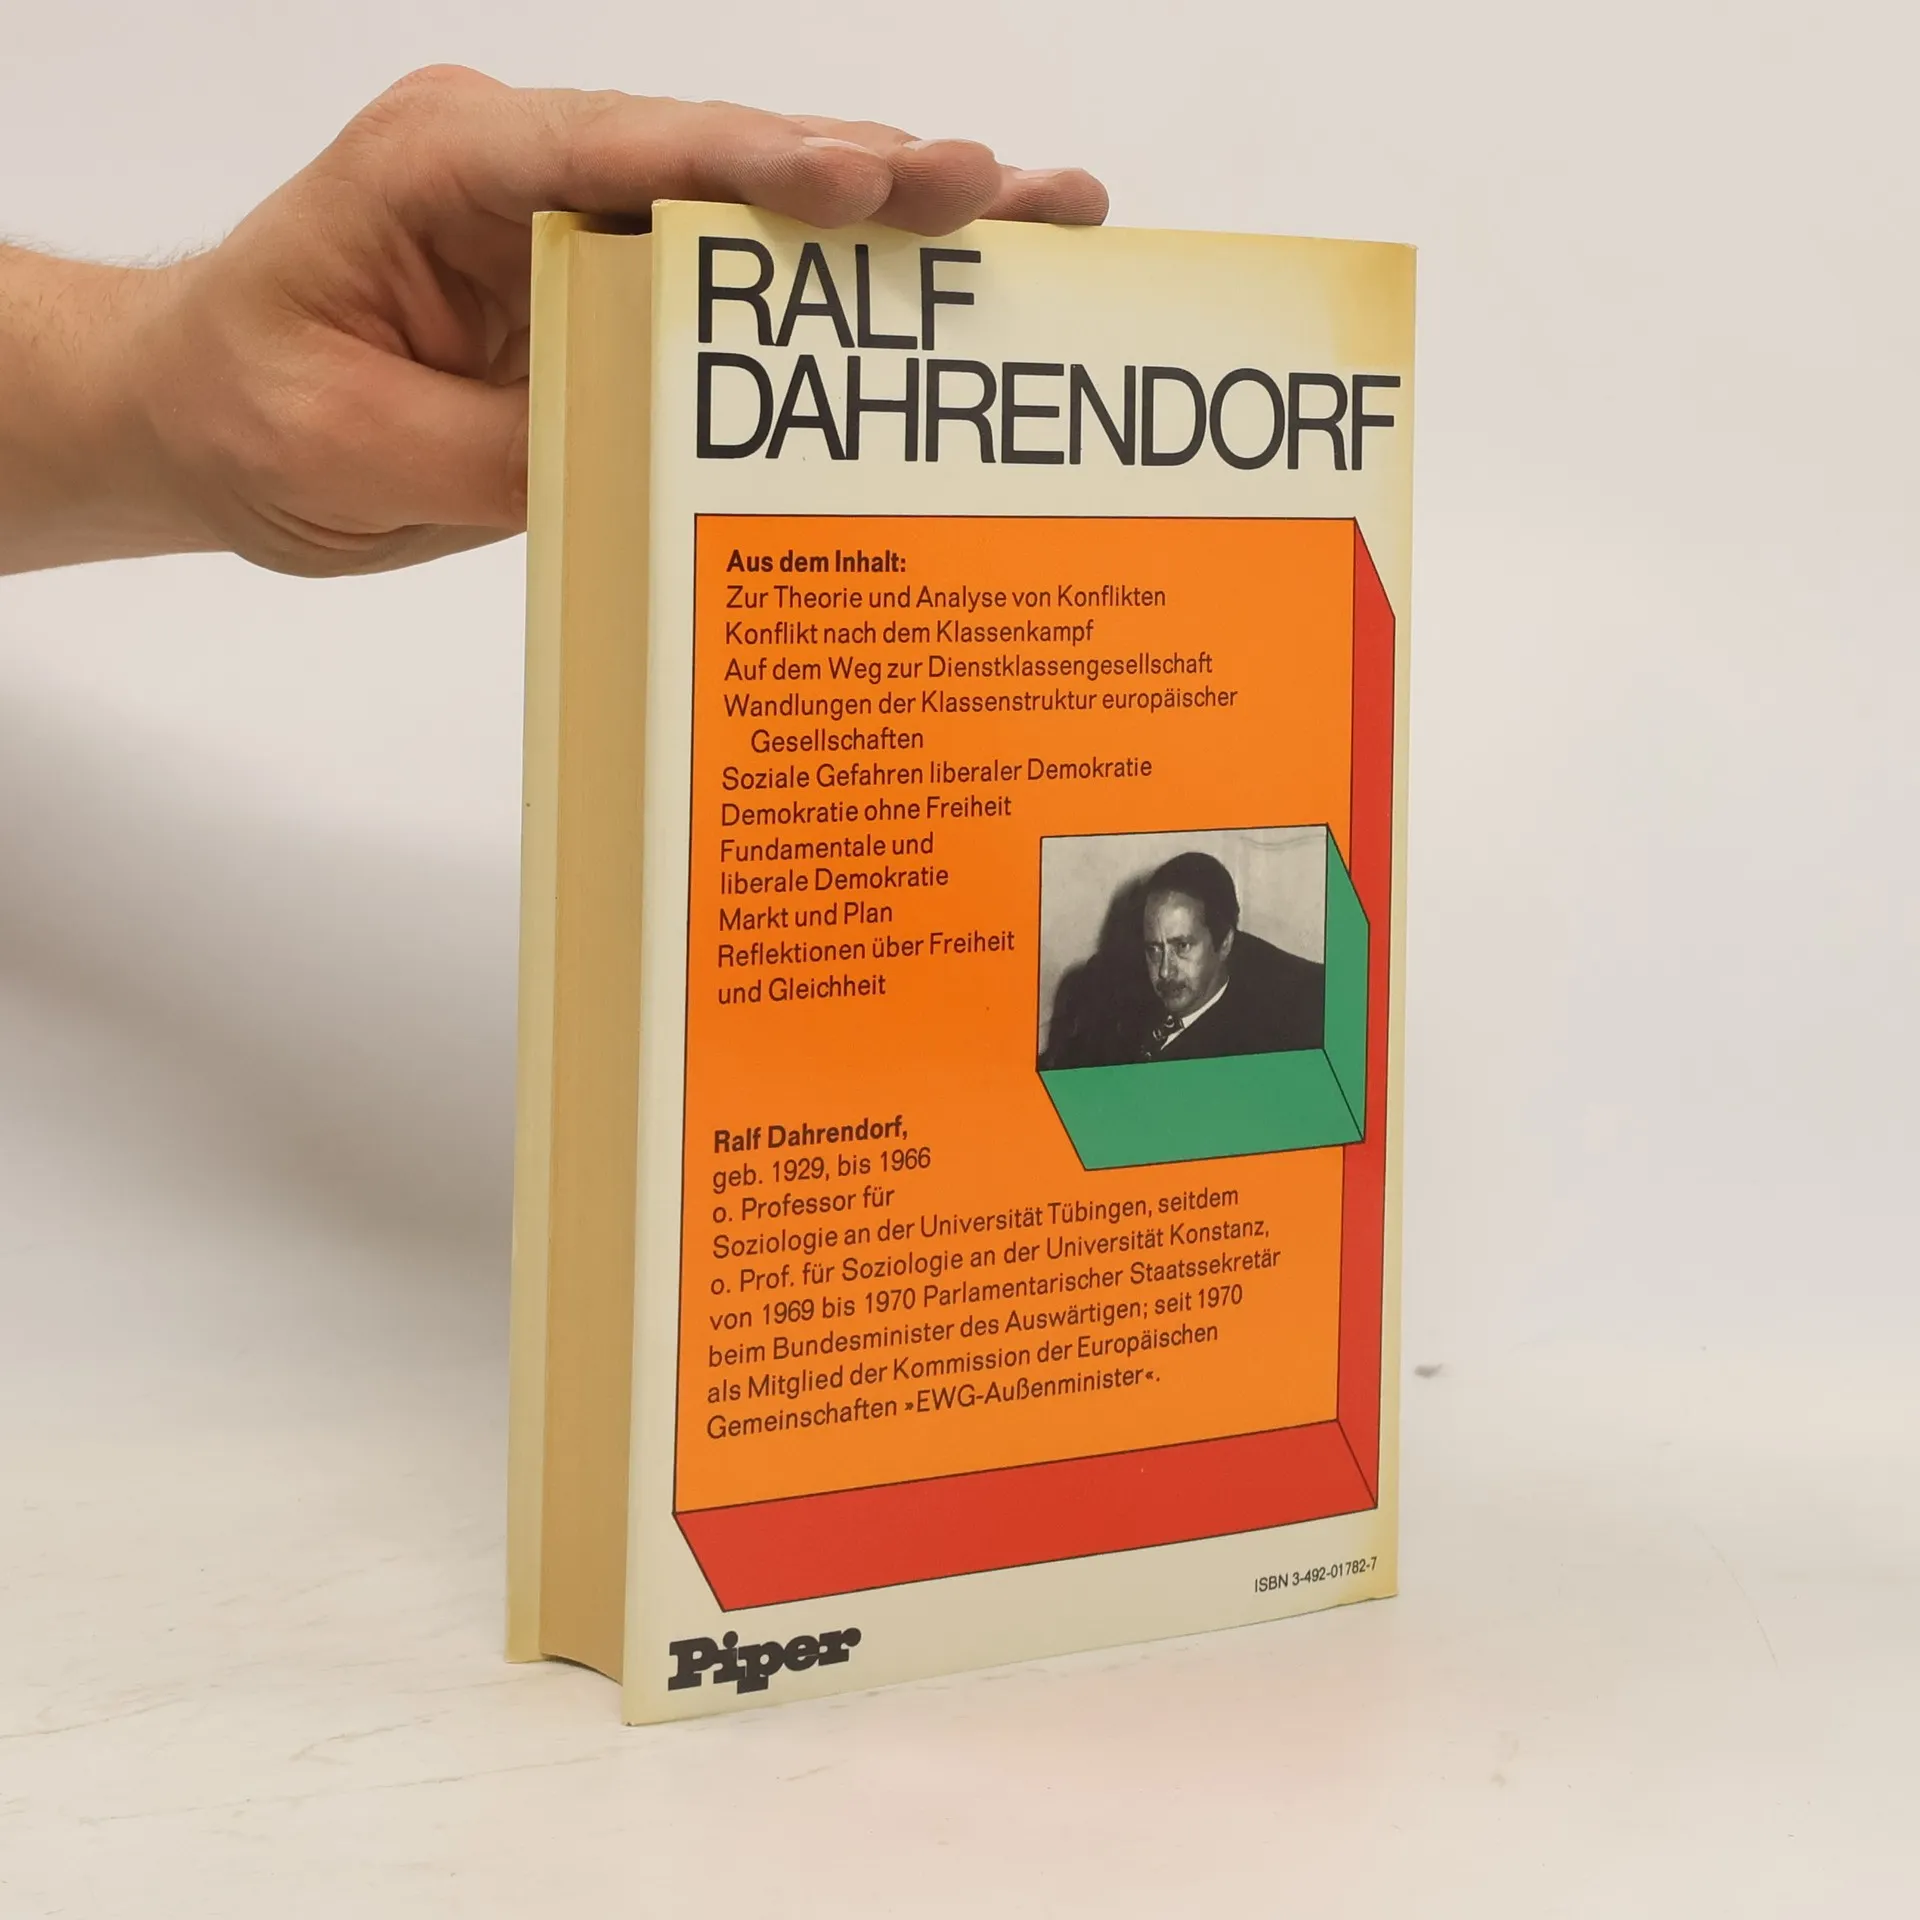 RALF
DAHRENDORF
Aus dem Inhalt:
Zur Theorie und Analyse von Konflikten
Konflikt nach dem Klassenkampf
Auf dem Weg zur Dienstklassengesellschaft
Wandlungen der Klassenstruktur europäischer
Gesellschaften
Soziale Gefahren liberaler Demokratie
Demokratie ohne Freiheit
Fundamentale und
liberale Demokratie
Markt und Plan
Reflektionen über Freiheit
und Gleichheit
Ralf Dahrendorf,
geb. 1929, bis 1966
o. Professor für
Soziologie an der Universität Tübingen, seitdem
o. Prof. für Soziologie an der Universität Konstanz,
von 1969 bis 1970 Parlamentarischer Staatssekretär
beim Bundesminister des Auswärtigen; seit 1970
als Mitglied der Kommission der Europäischen
Gemeinschaften »EWG-Außenminister«.
ISBN 3-492-01782-7
Piper